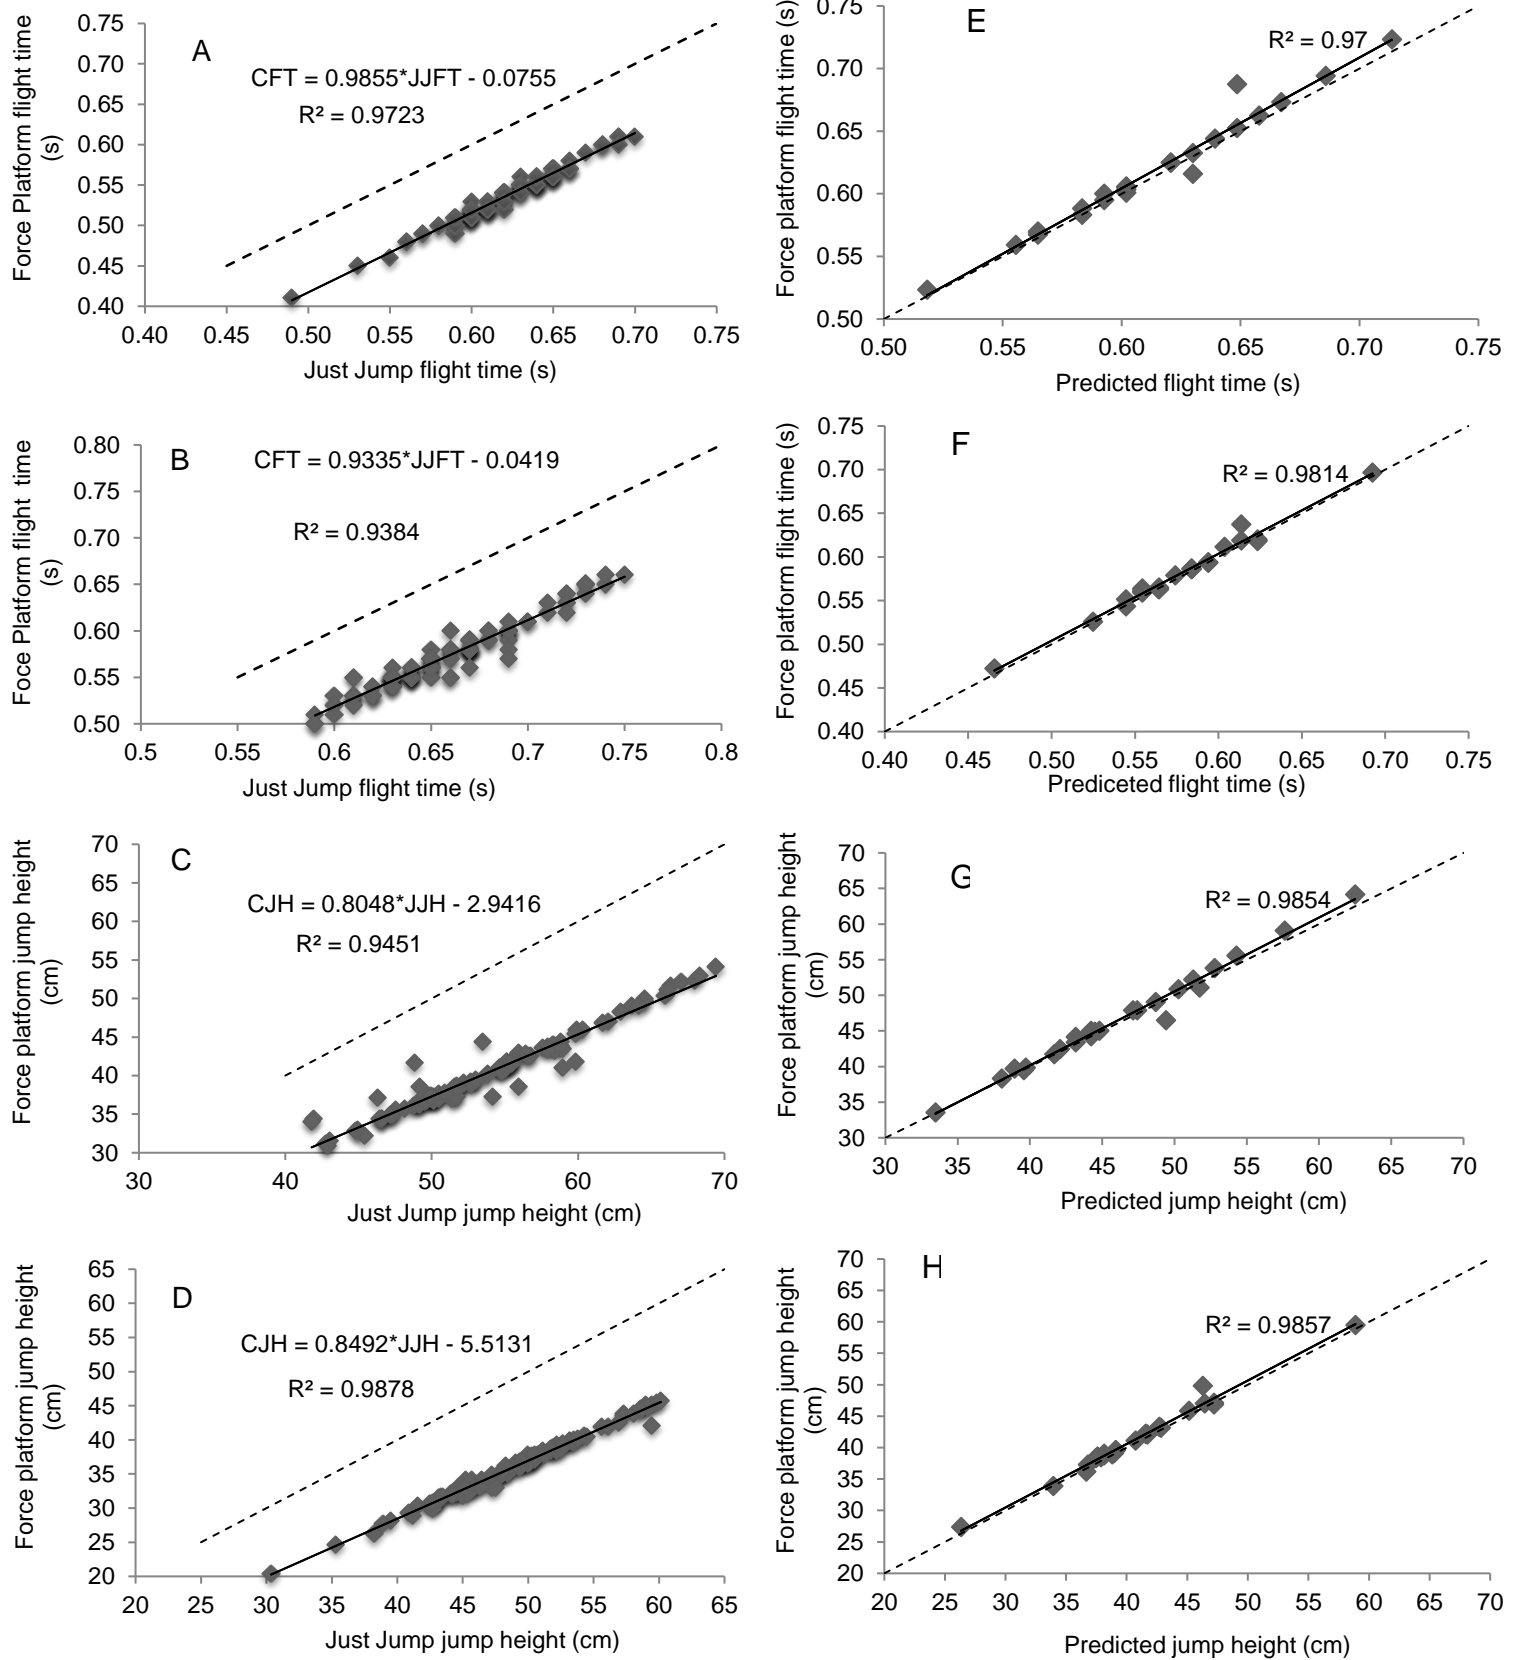 A
CFT = 0.9855*JJFT - 0.0755
R² = 0.9723
Force Platform flight time
(s)
0.75
0.70
0.65
0.60
0.55
0.50
0.45
0.40
0.40 0.45 0.50 0.55 0.60 0.65 0.70 0.75
Just Jump flight time (s)
E
R² = 0.97
Force platform flight time (s)
0.75
0.70
0.65
0.60
0.55
0.50
0.50 0.55 0.60 0.65 0.70 0.75
Predicted flight time (s)
B
CFT = 0.9335*JJFT - 0.0419
R² = 0.9384
Foce Platform flight time
(s)
0.80
0.75
0.70
0.65
0.60
0.55
0.50
0.5 0.55 0.6 0.65 0.7 0.75 0.8
Just Jump flight time (s)
F
R² = 0.9814
Force platform flight time (s)
0.75
0.70
0.65
0.60
0.55
0.50
0.45
0.40
0.40 0.45 0.50 0.55 0.60 0.65 0.70 0.75
Prediceted flight time (s)
C
CJH = 0.8048*JJH - 2.9416
R² = 0.9451
Force platform jump height
(cm)
70
65
60
55
50
45
40
35
30
30 40 50 60 70
Just Jump jump height (cm)
G
R² = 0.9854
Force platform jump height
(cm)
70
65
60
55
50
45
40
35
30
30 35 40 45 50 55 60 65 70
Predicted jump height (cm)
D
CJH = 0.8492*JJH - 5.5131
R² = 0.9878
Force platform jump height
(cm)
65
60
55
50
45
40
35
30
25
20
20 25 30 35 40 45 50 55 60 65
Just Jump jump height (cm)
H
R² = 0.9857
Force platform jump height
(cm)
70
65
60
55
50
45
40
35
30
25
20
20 25 30 35 40 45 50 55 60 65 70
Predicted jump height (cm)